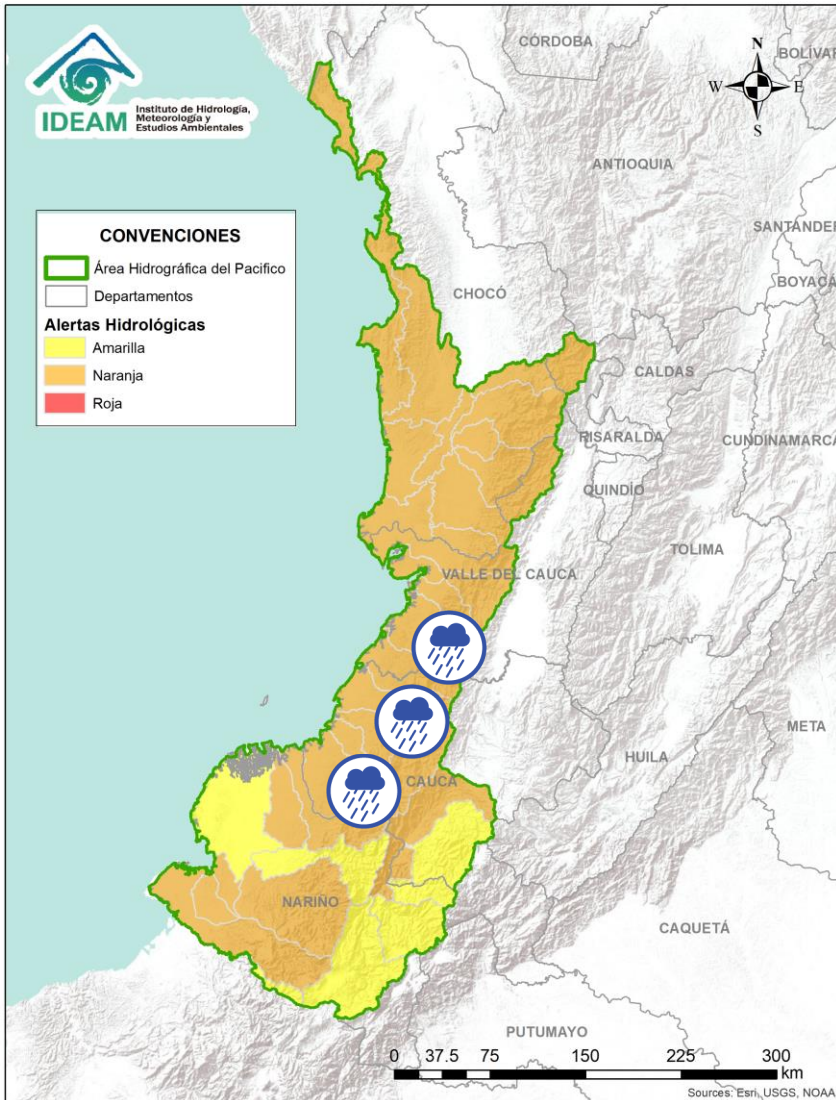 IDEAM
Instituto de Hidrología,
Meteorología y
Estudios Ambientales
N
W
E
S
CONVENCIONES
Área Hidrográfica del Pacifico
Departamentos
Alertas Hidrológicas
Amarilla
Naranja
Roja
CÓRDOBA
BOLÍVAR
ANTIOQUIA
SANTANDER
BOYACÁ
CHOCÓ
CALDAS
RISARALDA
CUNDINAMARCA
QUINDÍO
TOLIMA
VALLE DEL CAUCA
META
HUILA
CAUCA
NARIÑO
CAQUETÁ
PUTUMAYO
0 37.5 75 150 225 300
km
Sources: Esri, USGS, NOAA